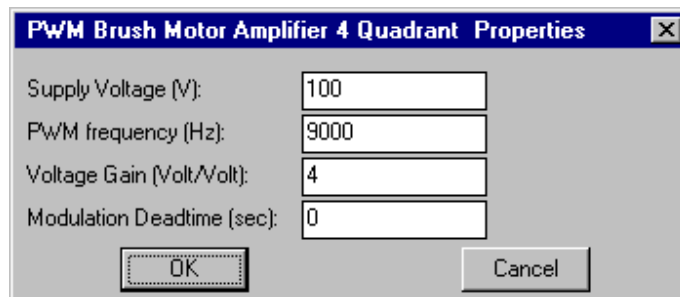 PWM Brush Motor Amplifier 4 Quadrant  Properties
Supply Voltage (V): 100
PWM frequency (Hz): 9000
Voltage Gain (Volt/Volt): 4
Modulation Deadtime (sec): 0
OK Cancel